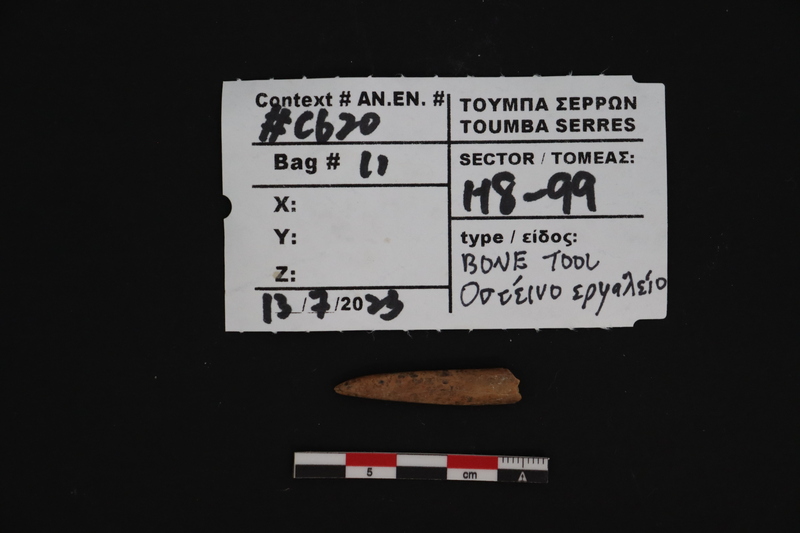 Context # AN.EN. #
#C620
Bag # 11
X:
Y:
Z:
13/7/2023
ΤΟΥΜΠΑ ΣΕΡΡΩΝ
TOUMBA SERRES
SECTOR / ΤΟΜΕΑΣ:
H8-99
type / είδος:
BONE TOOL
Οστέινο εργαλείο
5 cm A